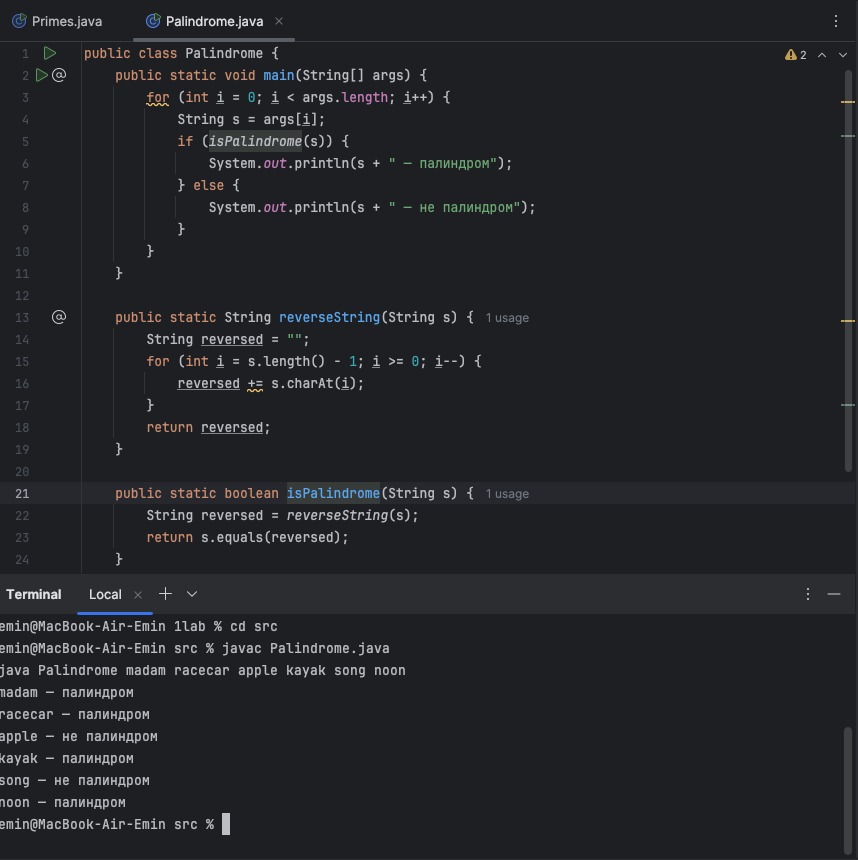 Primes.java Palindrome.java
1 public class Palindrome { 2
2 @ public static void main(String[] args) {
3 for (int i = 0; i < args.length; i++) {
4 String s = args[i];
5 if (isPalindrome(s)) {
6 System.out.println(s + " — палиндром");
7 } else {
8 System.out.println(s + " — не палиндром");
9 }
10 }
11 }
12
13 @ public static String reverseString(String s) { 1 usage
14 String reversed = "";
15 for (int i = s.length() - 1; i >= 0; i--) {
16 reversed += s.charAt(i);
17 }
18 return reversed;
19 }
20
21 public static boolean isPalindrome(String s) { 1 usage
22 String reversed = reverseString(s);
23 return s.equals(reversed);
24 }
Terminal Local
emin@MacBook-Air-Emin 1lab % cd src
emin@MacBook-Air-Emin src % javac Palindrome.java
java Palindrome madam racecar apple kayak song noon
madam — палиндром
racecar — палиндром
apple — не палиндром
kayak — палиндром
song — не палиндром
noon — палиндром
emin@MacBook-Air-Emin src %